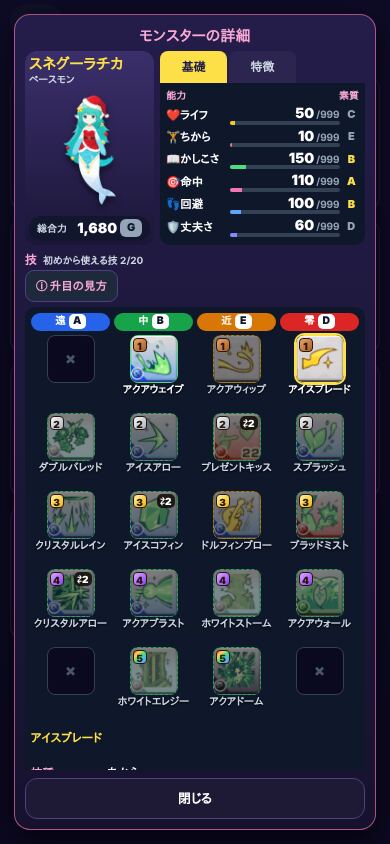 モンスターの詳細
スネグーラチカ
ベースモン
総合力 1,680 G
基礎 特徴
能力 素質
ライフ 50/999 C
ちから 10/999 E
かしこさ 150/999 B
命中 110/999 A
回避 100/999 B
丈夫さ 60/999 D
技 初めから使える技 2/20
ⓘ升目の見方
遠 A 中 B 近 E 零 D
× 1 1 1
アクアウェイブ アクアウィップ アイスブレード
2 2 2 ♯2 22 2
ダブルバレッド アイスアロー プレゼントキッス スプラッシュ
3 3 ♯2 3 3
クリスタルレイン アイスコフィン ドルフィンブロー ブラッドミスト
4 ♯2 4 4 4
クリスタルアロー アクアブラスト ホワイトストーム アクアウォール
× 5 5 ×
ホワイトエレジー アクアドーム
アイスブレード
閉じる